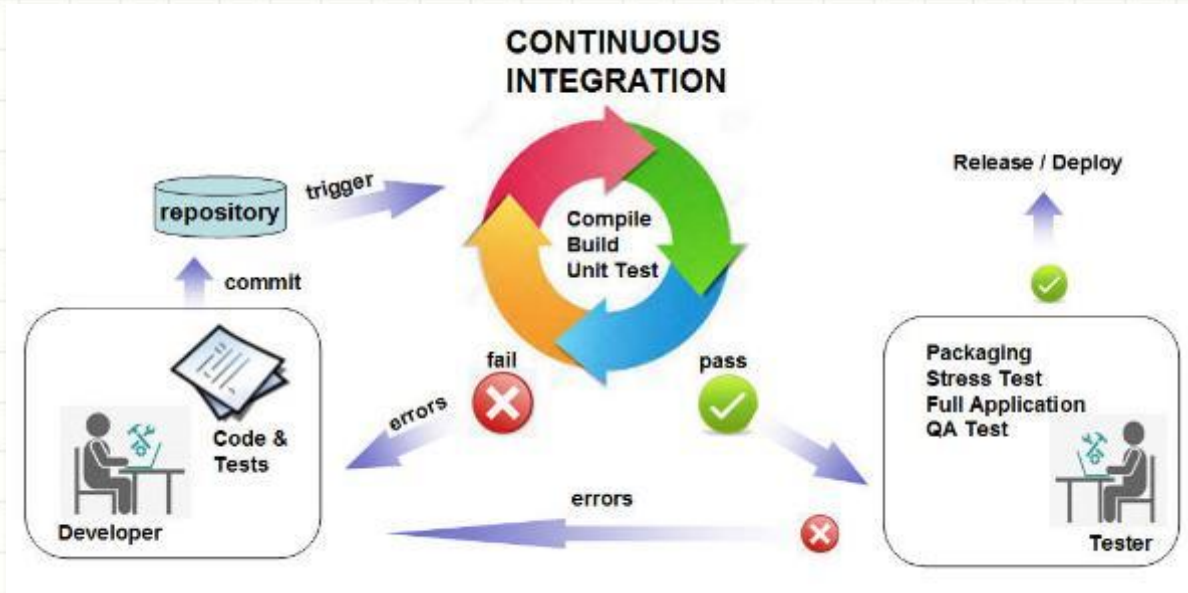 CONTINUOUS
INTEGRATION
repository
trigger
commit
Compile
Build
Unit Test
Release / Deploy
fail
pass
errors
Code &
Tests
Developer
Packaging
Stress Test
Full Application
QA Test
Tester
errors